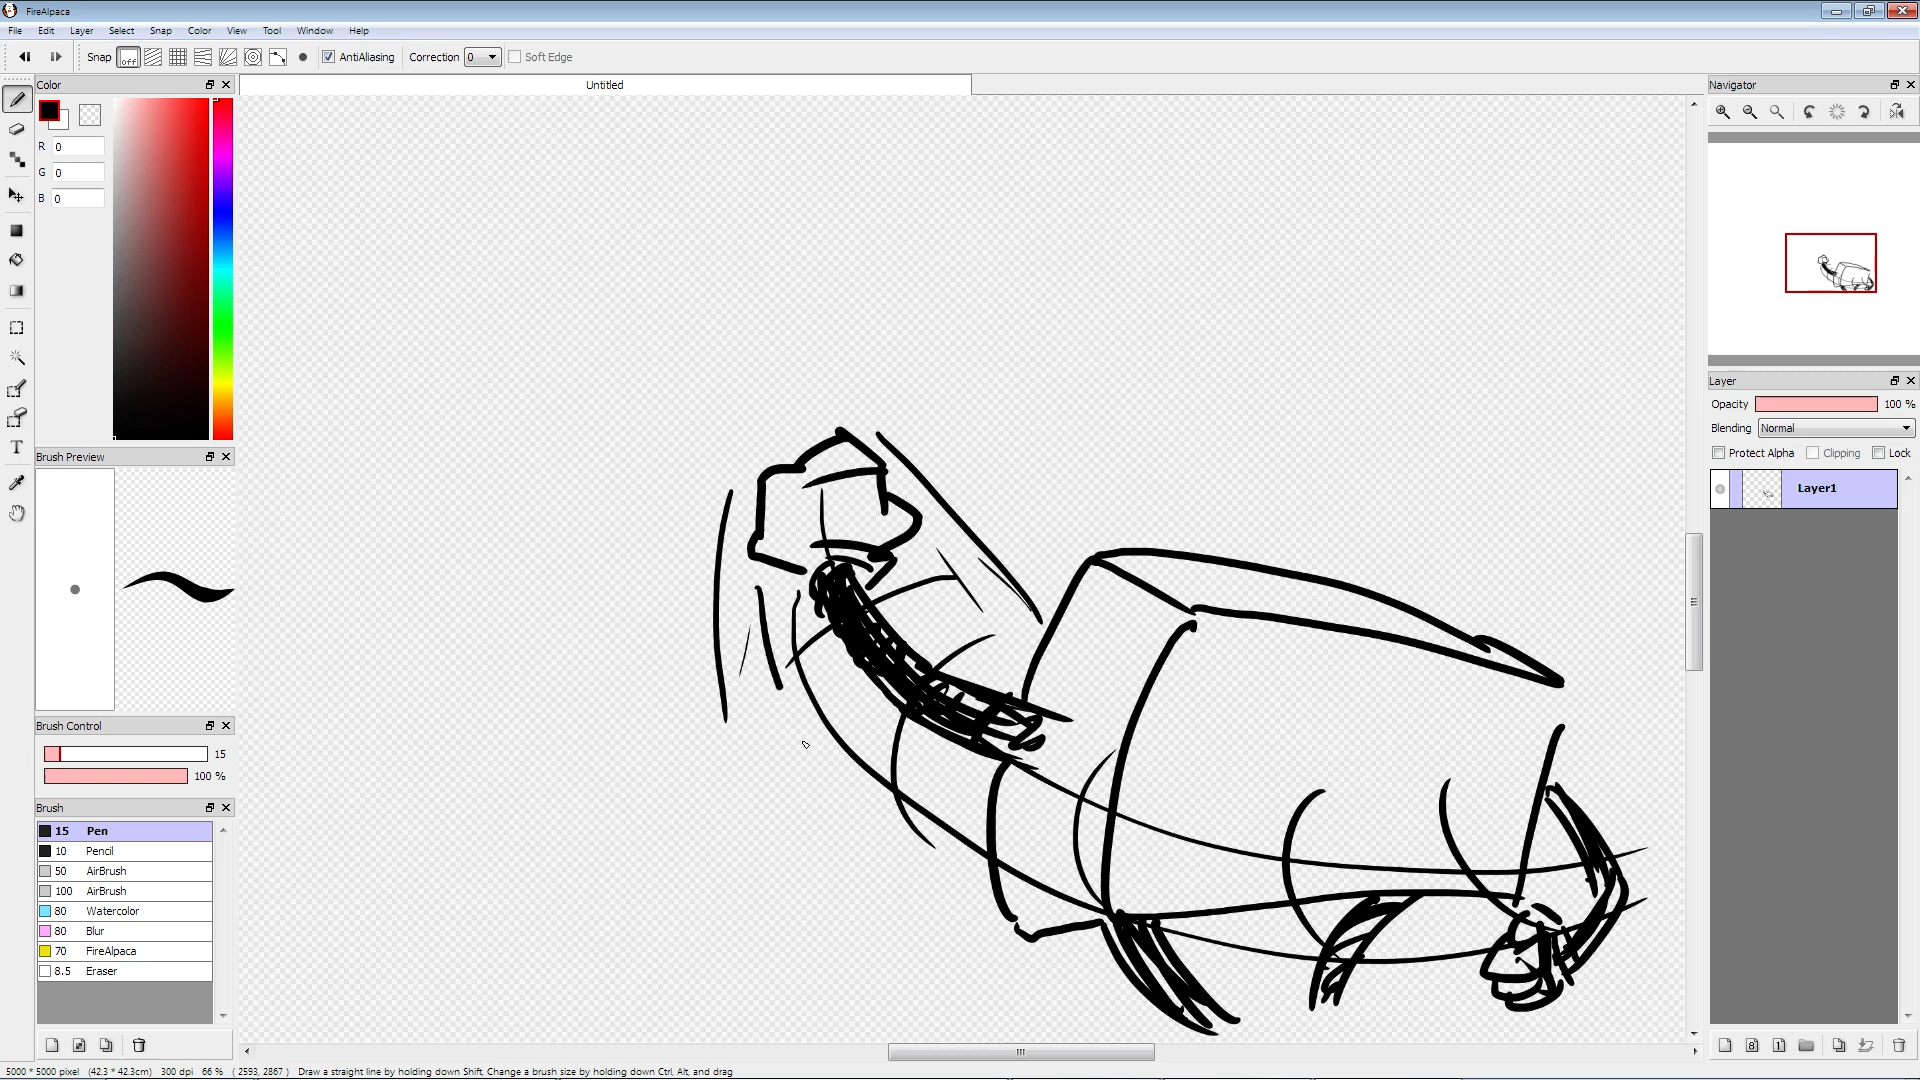 FireAlpaca
File Edit Layer Select Snap Color View Tool Window Help
Snap off AntiAliasing Correction 0 Soft Edge
Color
Untitled
Navigator
R 0
G 0
B 0
Layer
Opacity 100 %
Blending Normal
Protect Alpha Clipping Lock
Layer1
Brush Preview
Brush Control
15
100 %
Brush
15 Pen
10 Pencil
50 AirBrush
100 AirBrush
80 Watercolor
80 Blur
70 FireAlpaca
8.5 Eraser
T
8 1
5000 * 5000 pixel (42.3 * 42.3cm) 300 dpi 66 % ( 2593, 2867 ) Draw a straight line by holding down Shift, Change a brush size by holding down Ctrl, Alt, and drag